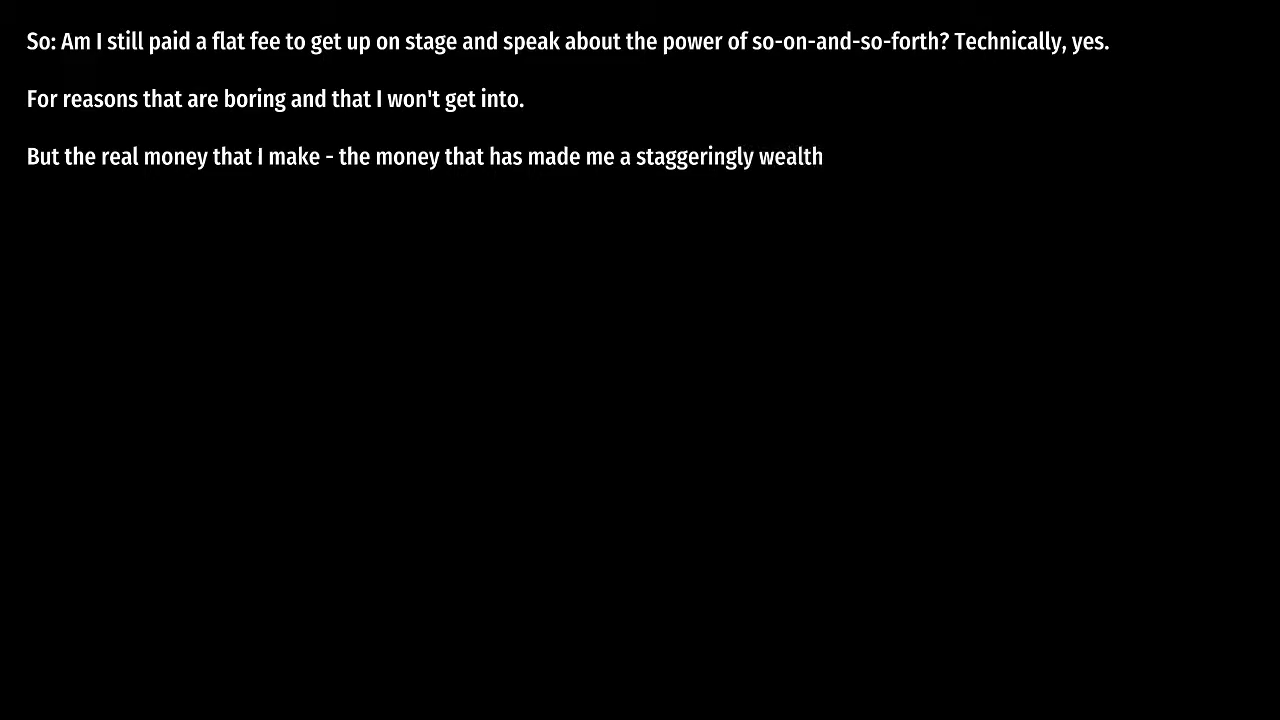 So: Am I still paid a flat fee to get up on stage and speak about the power of so-on-and-so-forth? Technically, yes.
For reasons that are boring and that I won't get into.
But the real money that I make - the money that has made me a staggeringly wealth